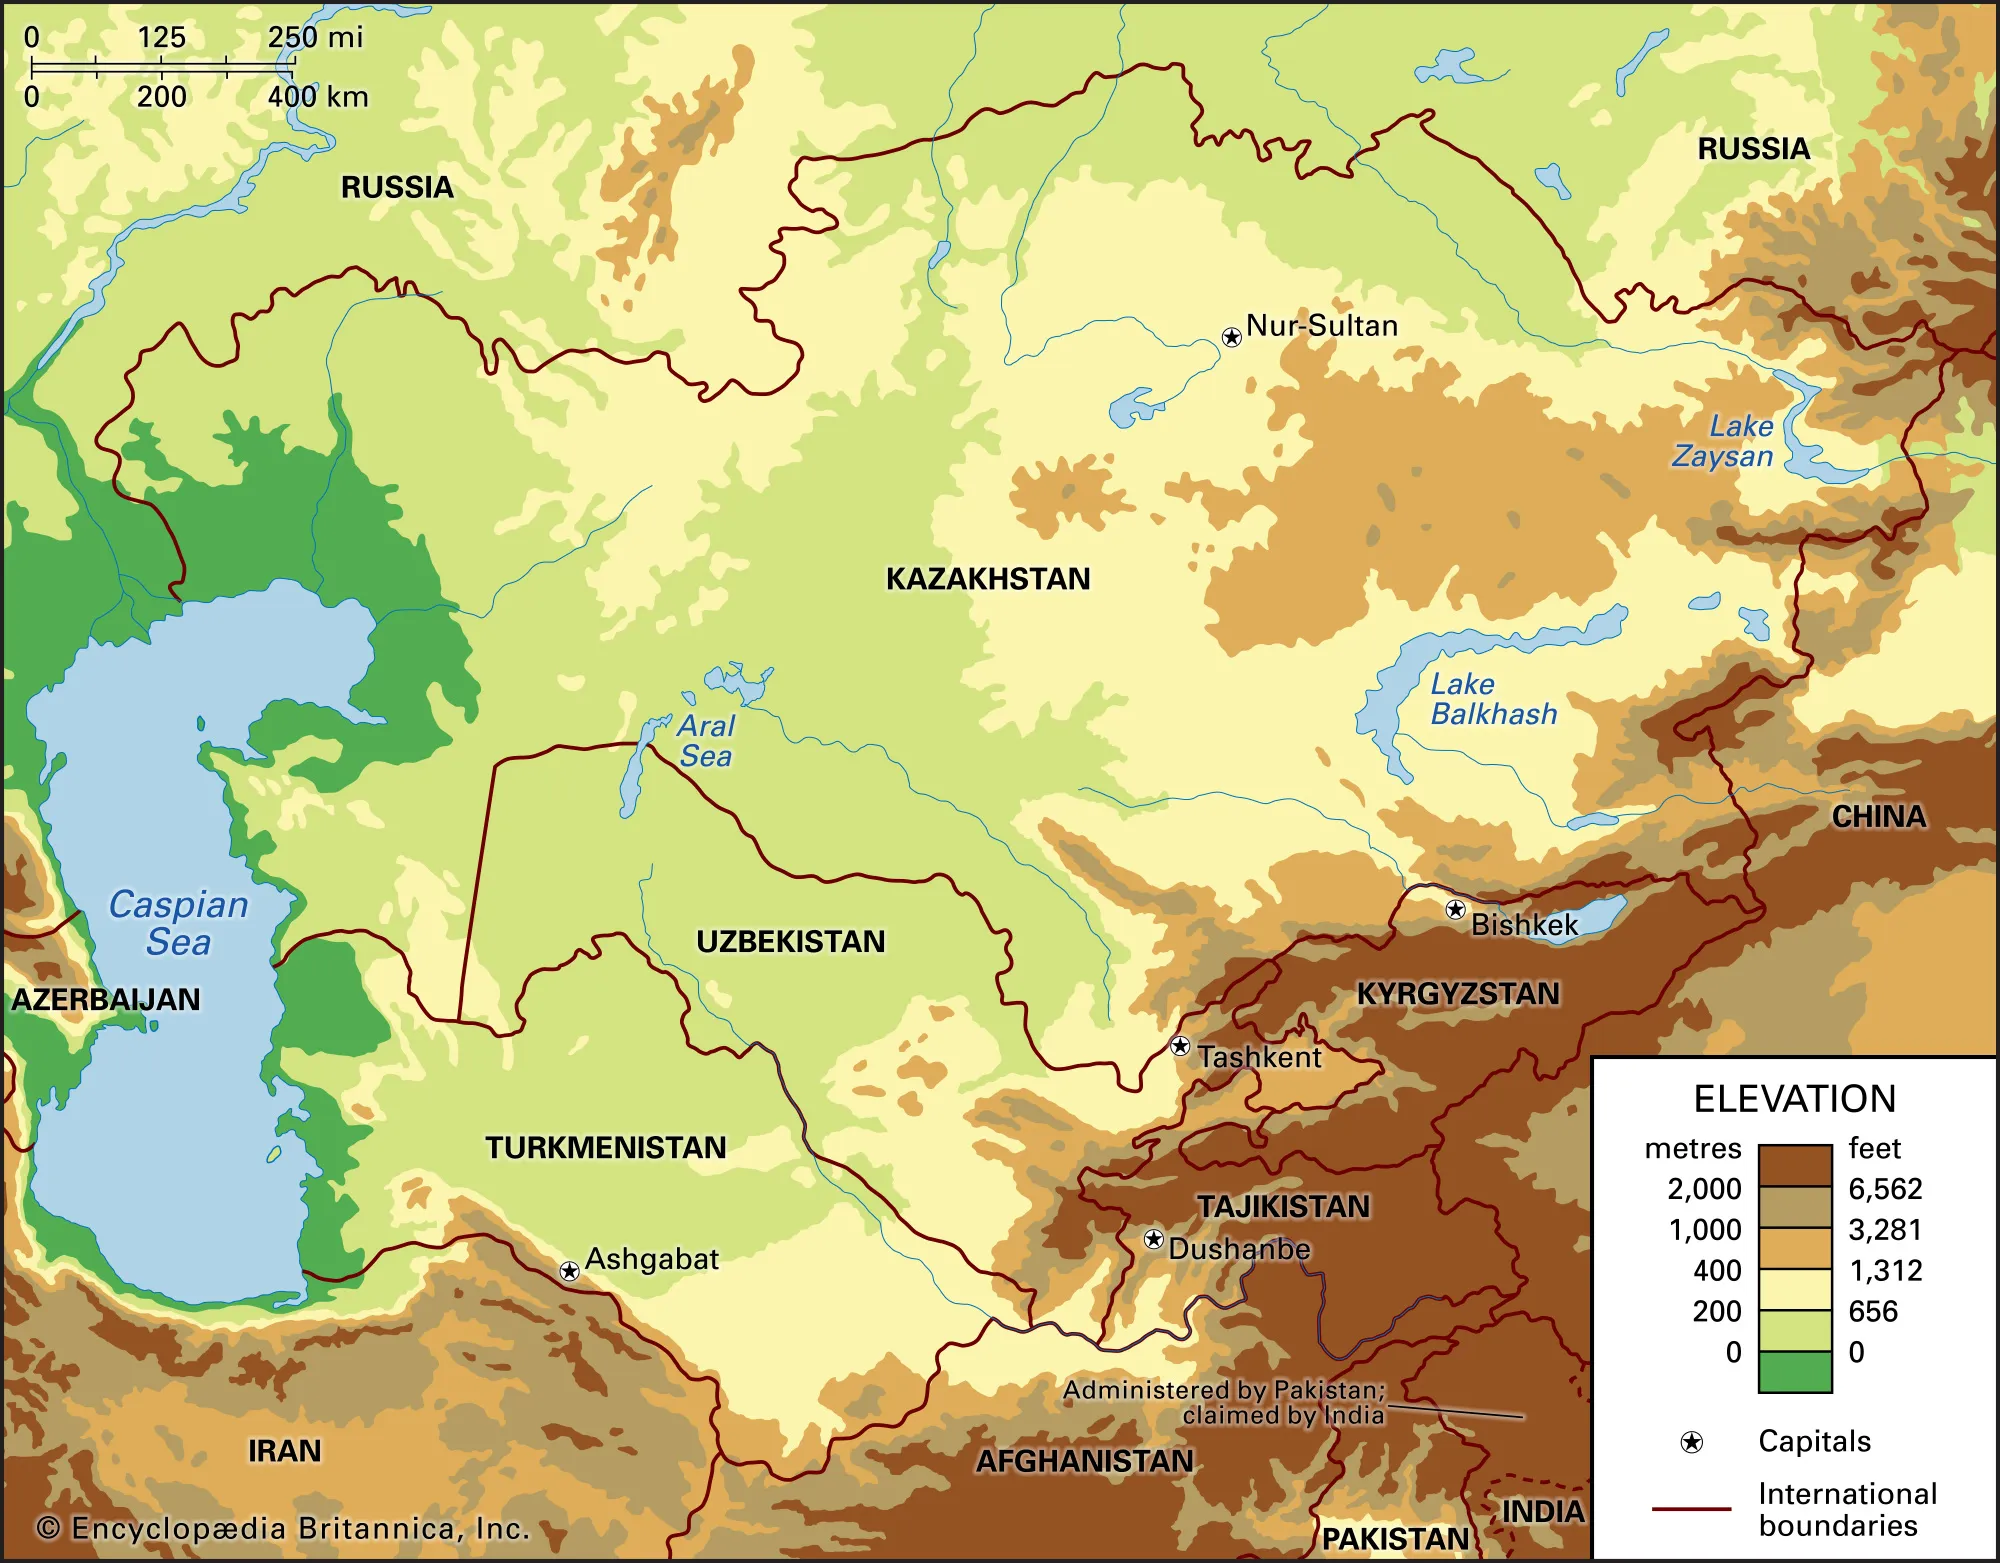 0 125 250 mi
0 200 400 km
RUSSIA
RUSSIA
Nur-Sultan
Lake
Zaysan
KAZAKHSTAN
Lake
Balkhash
Aral
Sea
CHINA
Caspian
Sea
Bishkek
UZBEKISTAN
KYRGYZSTAN
AZERBAIJAN
Tashkent
TURKMENISTAN
TAJIKISTAN
Dushanbe
Ashgabat
Administered by Pakistan;
claimed by India
IRAN
AFGHANISTAN
INDIA
PAKISTAN
© Encyclopædia Britannica, Inc.
ELEVATION
metres feet
2,000 6,562
1,000 3,281
400 1,312
200 656
0 0
Capitals
International
boundaries